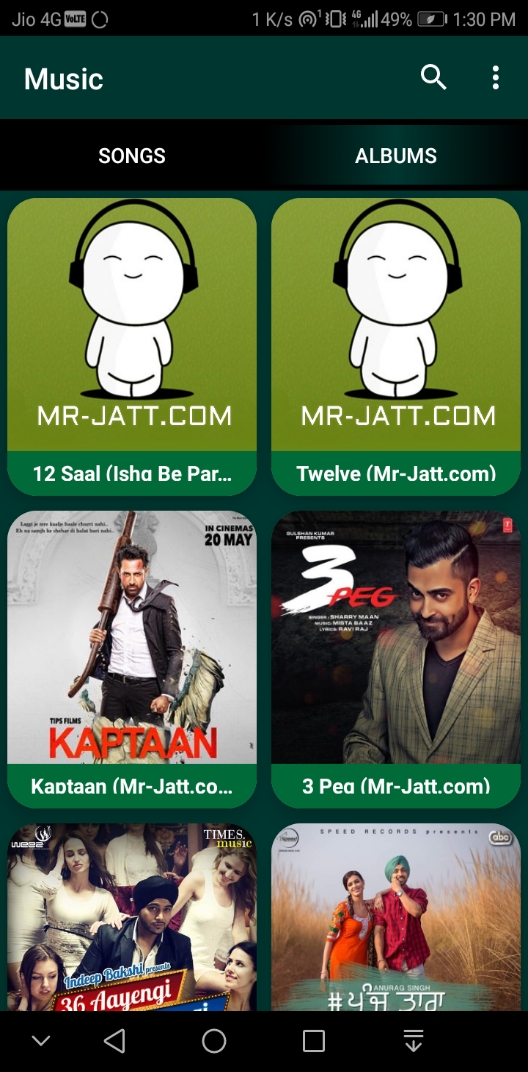 Jio 4G VoLTE 1 K/s 1 4G 49% 1:30 PM
Music
SONGS ALBUMS
MR-JATT.COM MR-JATT.COM
12 Saal (Ishq Be Par... Twelve (Mr-Jatt.com)
IN CINEMAS
20 MAY
TIPS FILMS
KAPTAAN
GULSHAN KUMAR
PRESENTS
3
PEG
SINGER: SHARRY MAAN
MUSIC: MISTA BAAZ
LYRICS: RAVI RAJ
Kaptaan (Mr-Jatt.co... 3 Peg (Mr-Jatt.com)
TIMES
music
Indeep Bakshi presents
36 Aayengi
SPEED RECORDS presents
abc
ANURAG SINGH
#ਪੰਜ ਤਾਰਾ